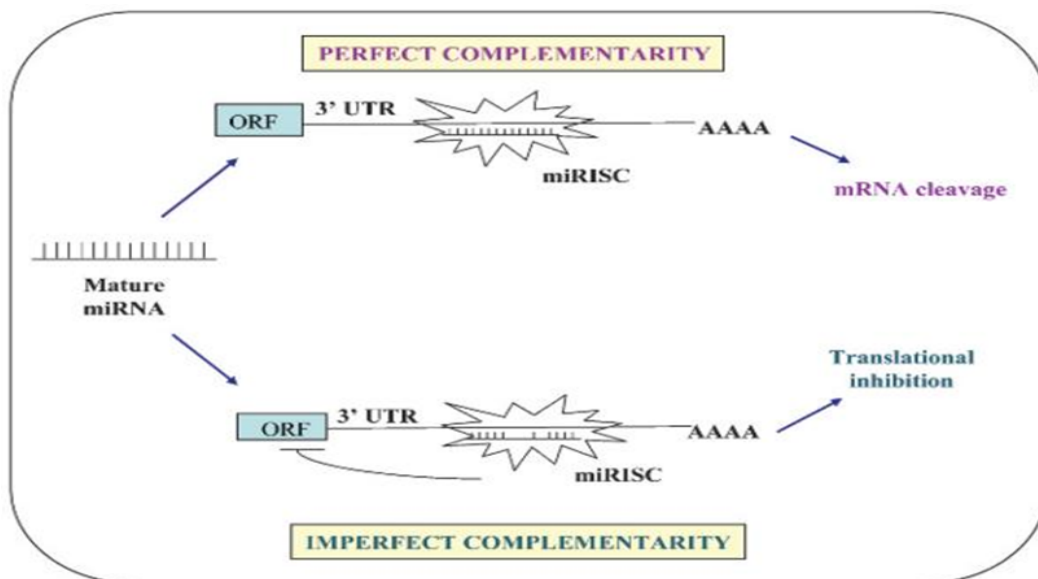 PERFECT COMPLEMENTARITY
ORF
3’ UTR
AAAA
miRISC
mRNA cleavage
Mature
miRNA
Translational
inhibition
ORF
3’ UTR
AAAA
miRISC
IMPERFECT COMPLEMENTARITY